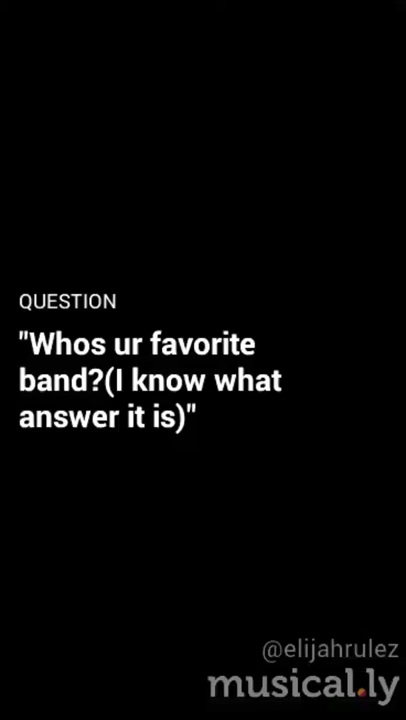 QUESTION
"Whos ur favorite
band?(I know what
answer it is)"
@elijahrulez
musical.ly